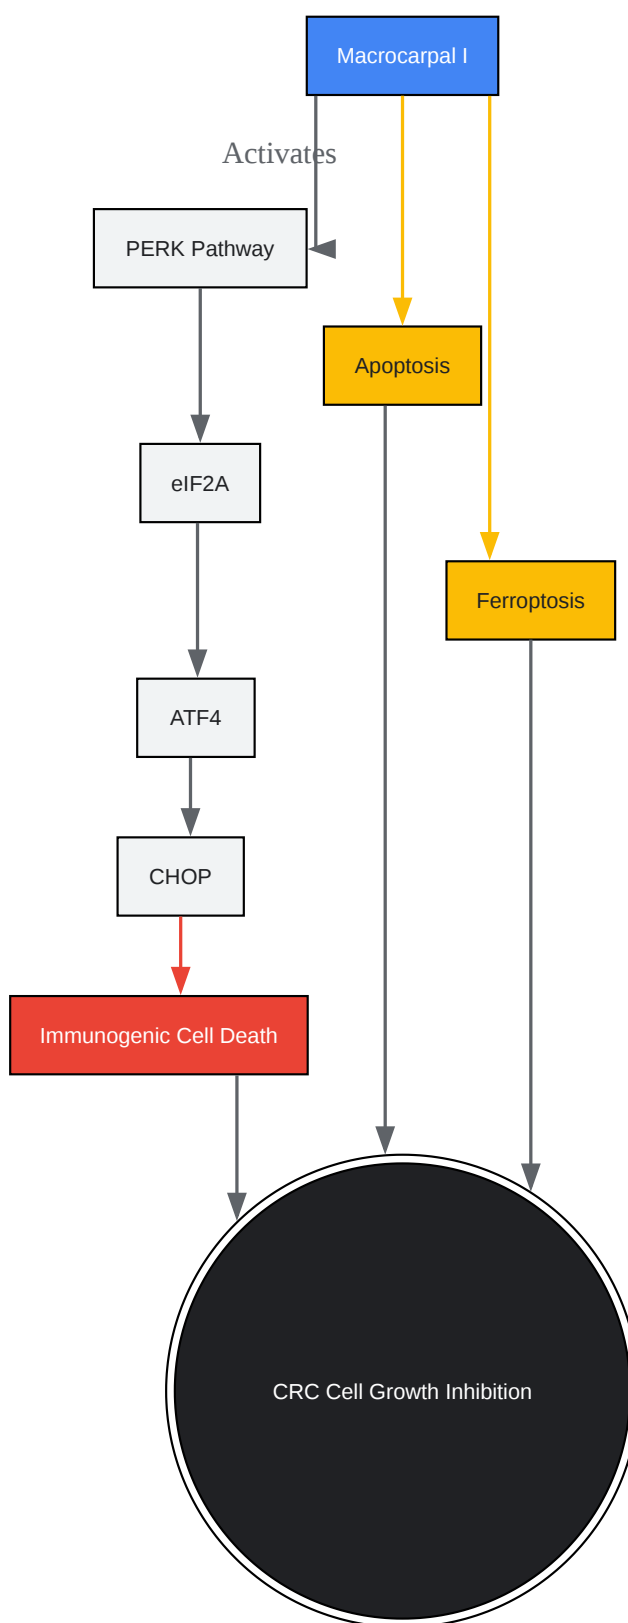 Macrocarpal I
Activates
PERK Pathway
Apoptosis
eIF2A
Ferroptosis
ATF4
CHOP
Immunogenic Cell Death
CRC Cell Growth Inhibition